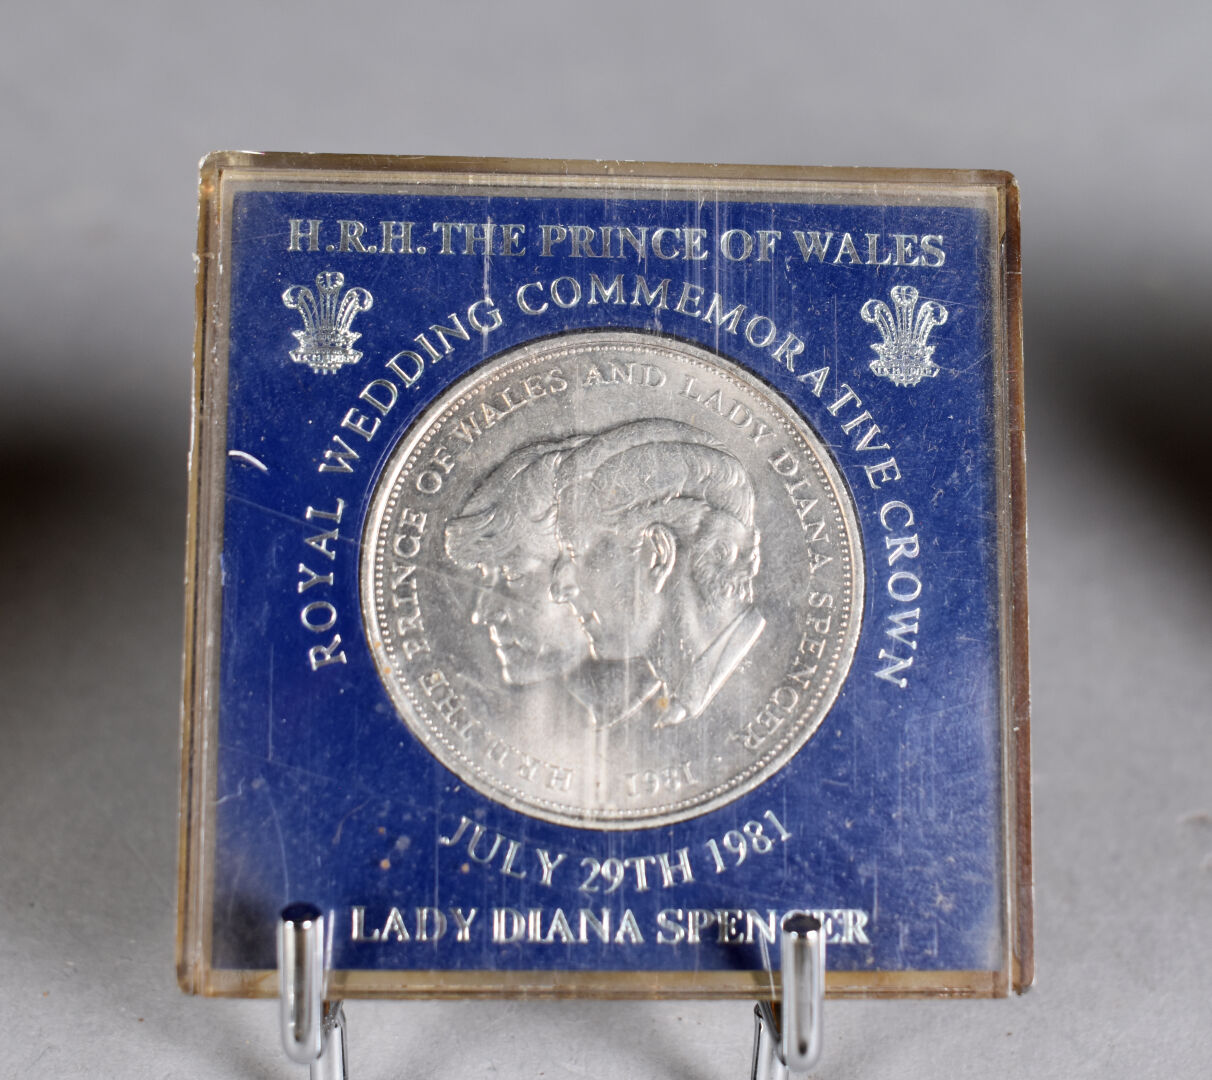 H.R.H. THE PRINCE OF WALES
ROYAL WEDDING COMMEMORATIVE CROWN
H.R.H. THE PRINCE OF WALES AND LADY DIANA SPENCER · 1981
JULY 29TH 1981
LADY DIANA SPENCER